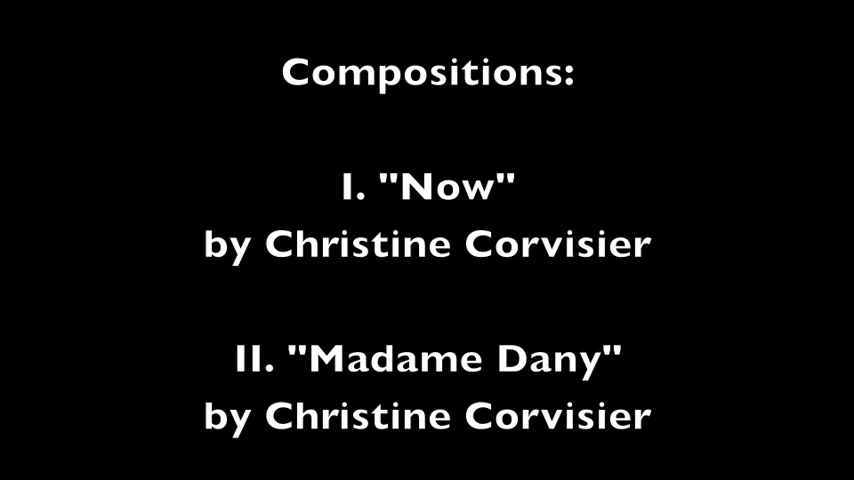 Compositions:
I. "Now"
by Christine Corvisier
II. "Madame Dany"
by Christine Corvisier